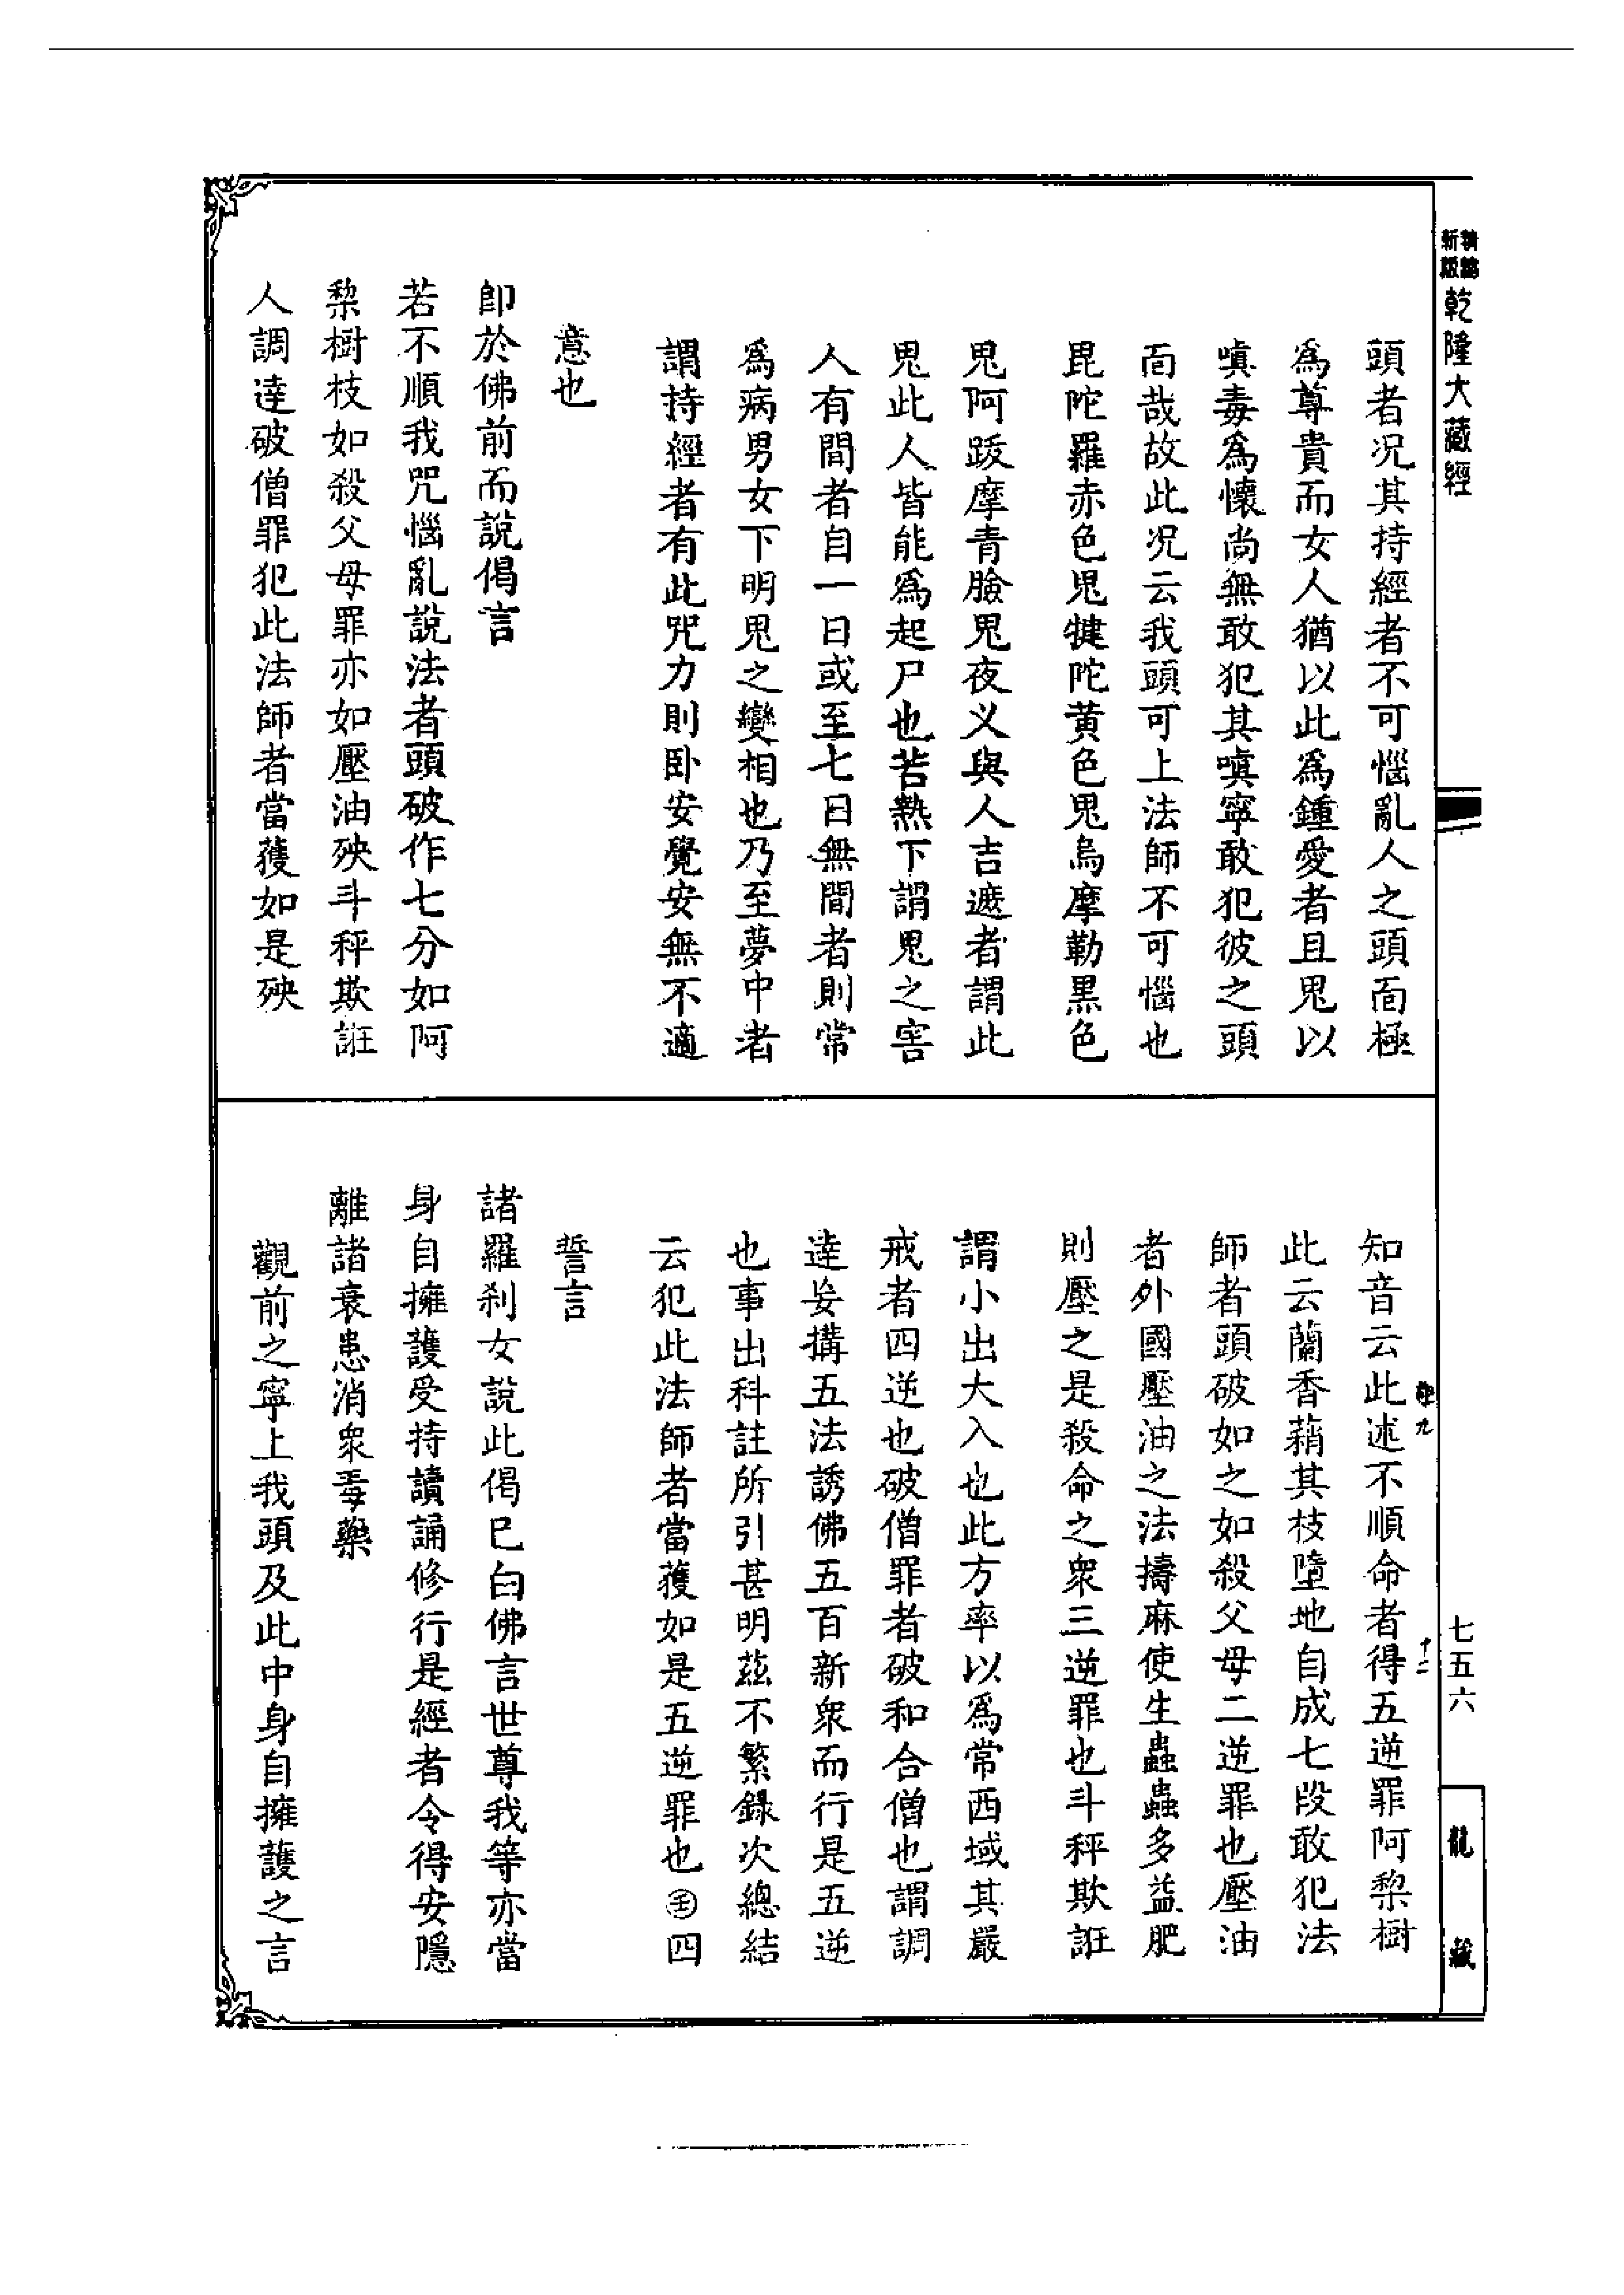 新版
乾隆大藏經
頭者况其持經者不可惱亂人之頭面極
爲尊貴而女人猶以此爲鍾愛者且鬼以
嗔毒爲懷尚無敢犯其嗔寧敢犯彼之頭
面哉故此况云我頭可上法師不可惱也
毘陀羅赤色鬼犍陀黄色鬼烏摩勒黒色
鬼阿跋摩青臉鬼夜义與人吉遮者謂此
鬼此人皆能爲起尸也若熱下謂鬼之害
人有間者自一日或至七日無間者則常
爲病男女下明鬼之變相也乃至夢中者
謂持經者有此咒力則卧安覺安無不適
意也
卽於佛前而說偈言
若不順我咒惱亂說法者頭破作七分如阿
梨樹枝如殺父母罪亦如壓油殃斗秤欺誑
人調達破僧罪犯此法師者當獲如是殃
九
十二
知音云此述不順命者得五逆罪阿梨樹
此云蘭香蒻其枝墮地自成七段敢犯法
師者頭破如之如殺父母二逆罪也壓油
者外國壓油之法擣麻使生蟲蟲多益肥
則壓之是殺命之衆三逆罪也斗秤欺誑
謂小出大入也此方率以爲常西域其嚴
戒者四逆也破僧罪者破和合僧也謂調
達妄搆五法誘佛五百新衆而行是五逆
也事出科註所引甚明茲不繁錄次總結
云犯此法師者當獲如是五逆罪也㊣四
誓言
諸羅刹女說此偈已白佛言世尊我等亦當
身自擁護受持讀誦修行是經者令得安隱
離諸衰患消衆毒藥
觀前之寧上我頭及此中身自擁護之言
七五六
龍藏